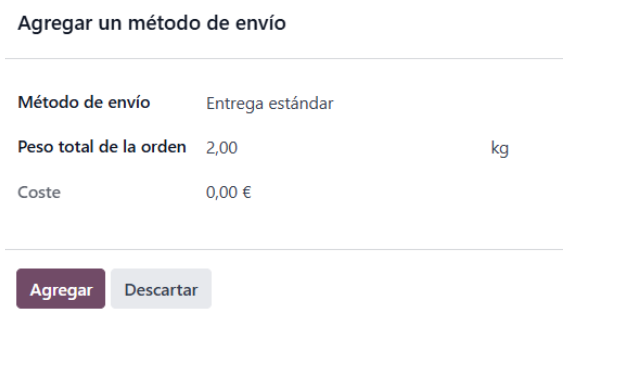 Agregar un método de envío
Método de envío Entrega estándar
Peso total de la orden 2,00 kg
Coste 0,00 €
Agregar Descartar